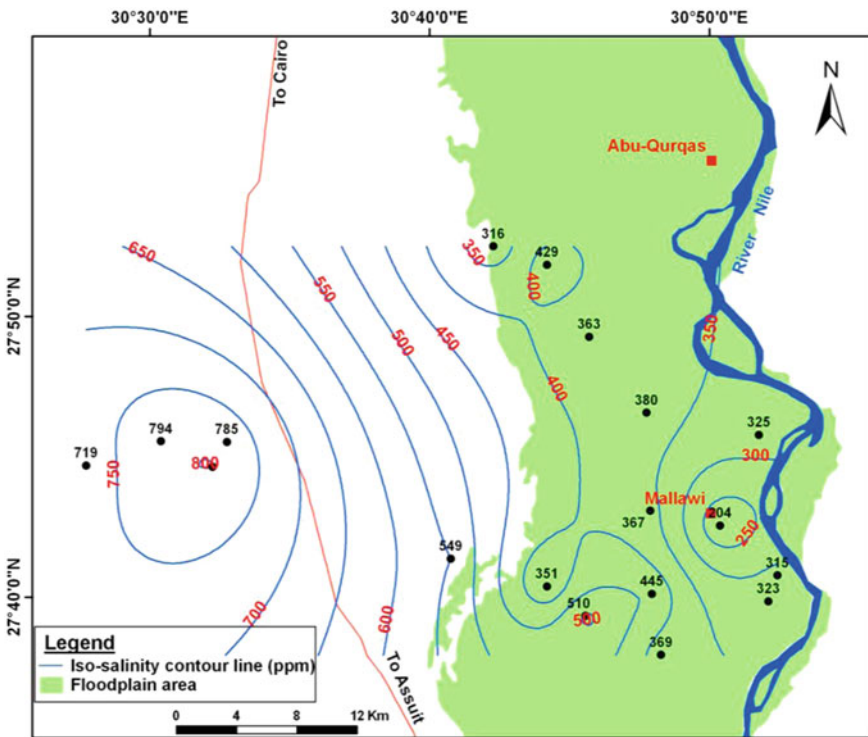 30°30'0"E
30°40'0"E
30°50'0"E
N
To Cairo
Abu-Qurqas
River Nile
27°50'0"N
650
550
500
450
350
316
429
400
363
350
400
380
325
300
719
794
785
750
800
Mallawi
204
250
367
549
351
315
323
445
510
500
369
27°40'0"N
700
600
To Assuit
Legend
Iso-salinity contour line (ppm)
Floodplain area
0 4 8 12 Km